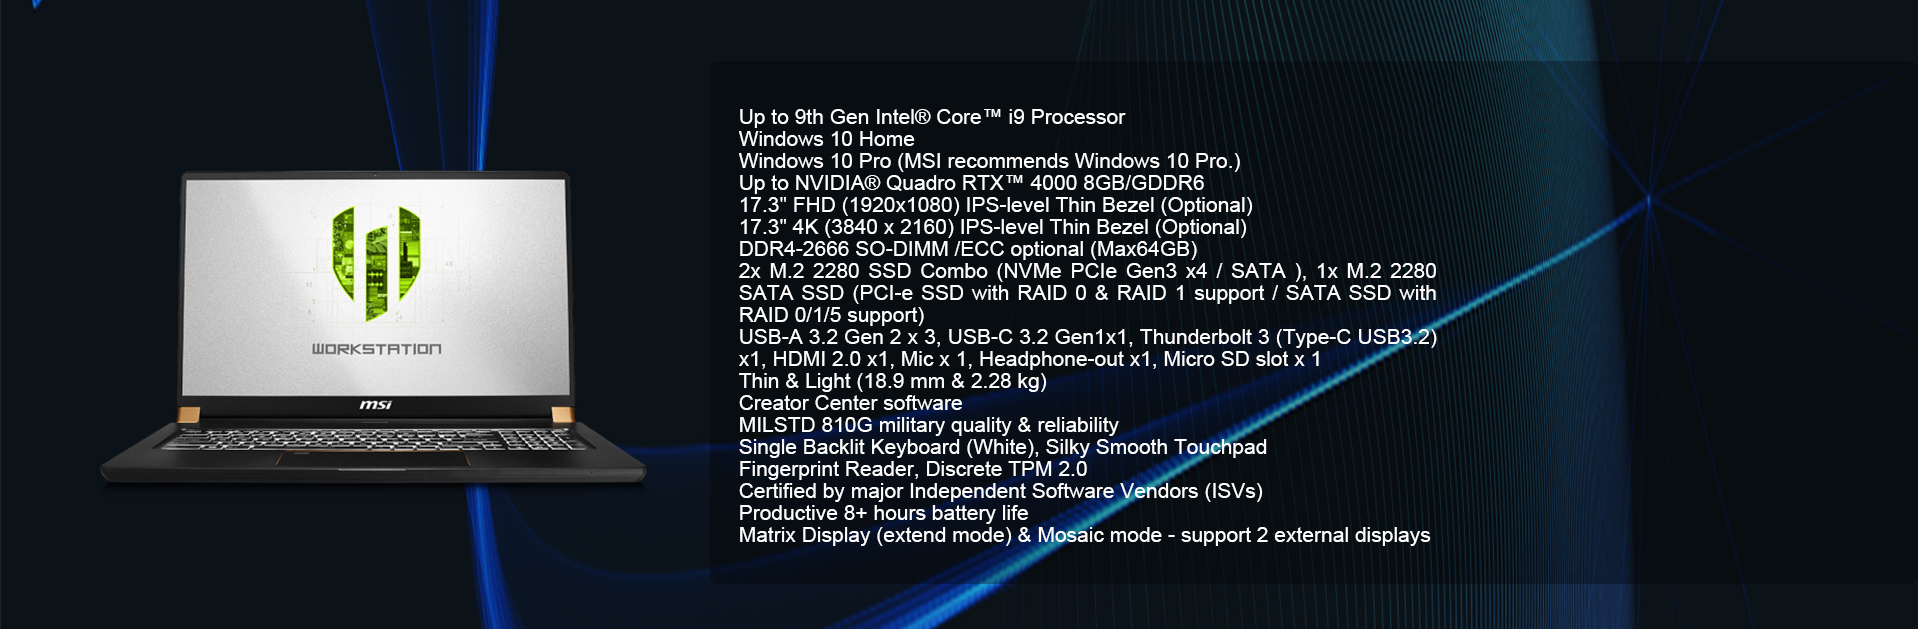 Up to 9th Gen Intel® Core™ i9 Processor
Windows 10 Home
Windows 10 Pro (MSI recommends Windows 10 Pro.)
Up to NVIDIA® Quadro RTX™ 4000 8GB/GDDR6
17.3" FHD (1920x1080) IPS-level Thin Bezel (Optional)
17.3" 4K (3840 x 2160) IPS-level Thin Bezel (Optional)
DDR4-2666 SO-DIMM /ECC optional (Max64GB)
2x M.2 2280 SSD Combo (NVMe PCIe Gen3 x4 / SATA ), 1x M.2 2280
SATA SSD (PCI-e SSD with RAID 0 & RAID 1 support / SATA SSD with
RAID 0/1/5 support)
USB-A 3.2 Gen 2 x 3, USB-C 3.2 Gen1x1, Thunderbolt 3 (Type-C USB3.2)
x1, HDMI 2.0 x1, Mic x 1, Headphone-out x1, Micro SD slot x 1
Thin & Light (18.9 mm & 2.28 kg)
Creator Center software
MILSTD 810G military quality & reliability
Single Backlit Keyboard (White), Silky Smooth Touchpad
Fingerprint Reader, Discrete TPM 2.0
Certified by major Independent Software Vendors (ISVs)
Productive 8+ hours battery life
Matrix Display (extend mode) & Mosaic mode - support 2 external displays
WORKSTATION
msi